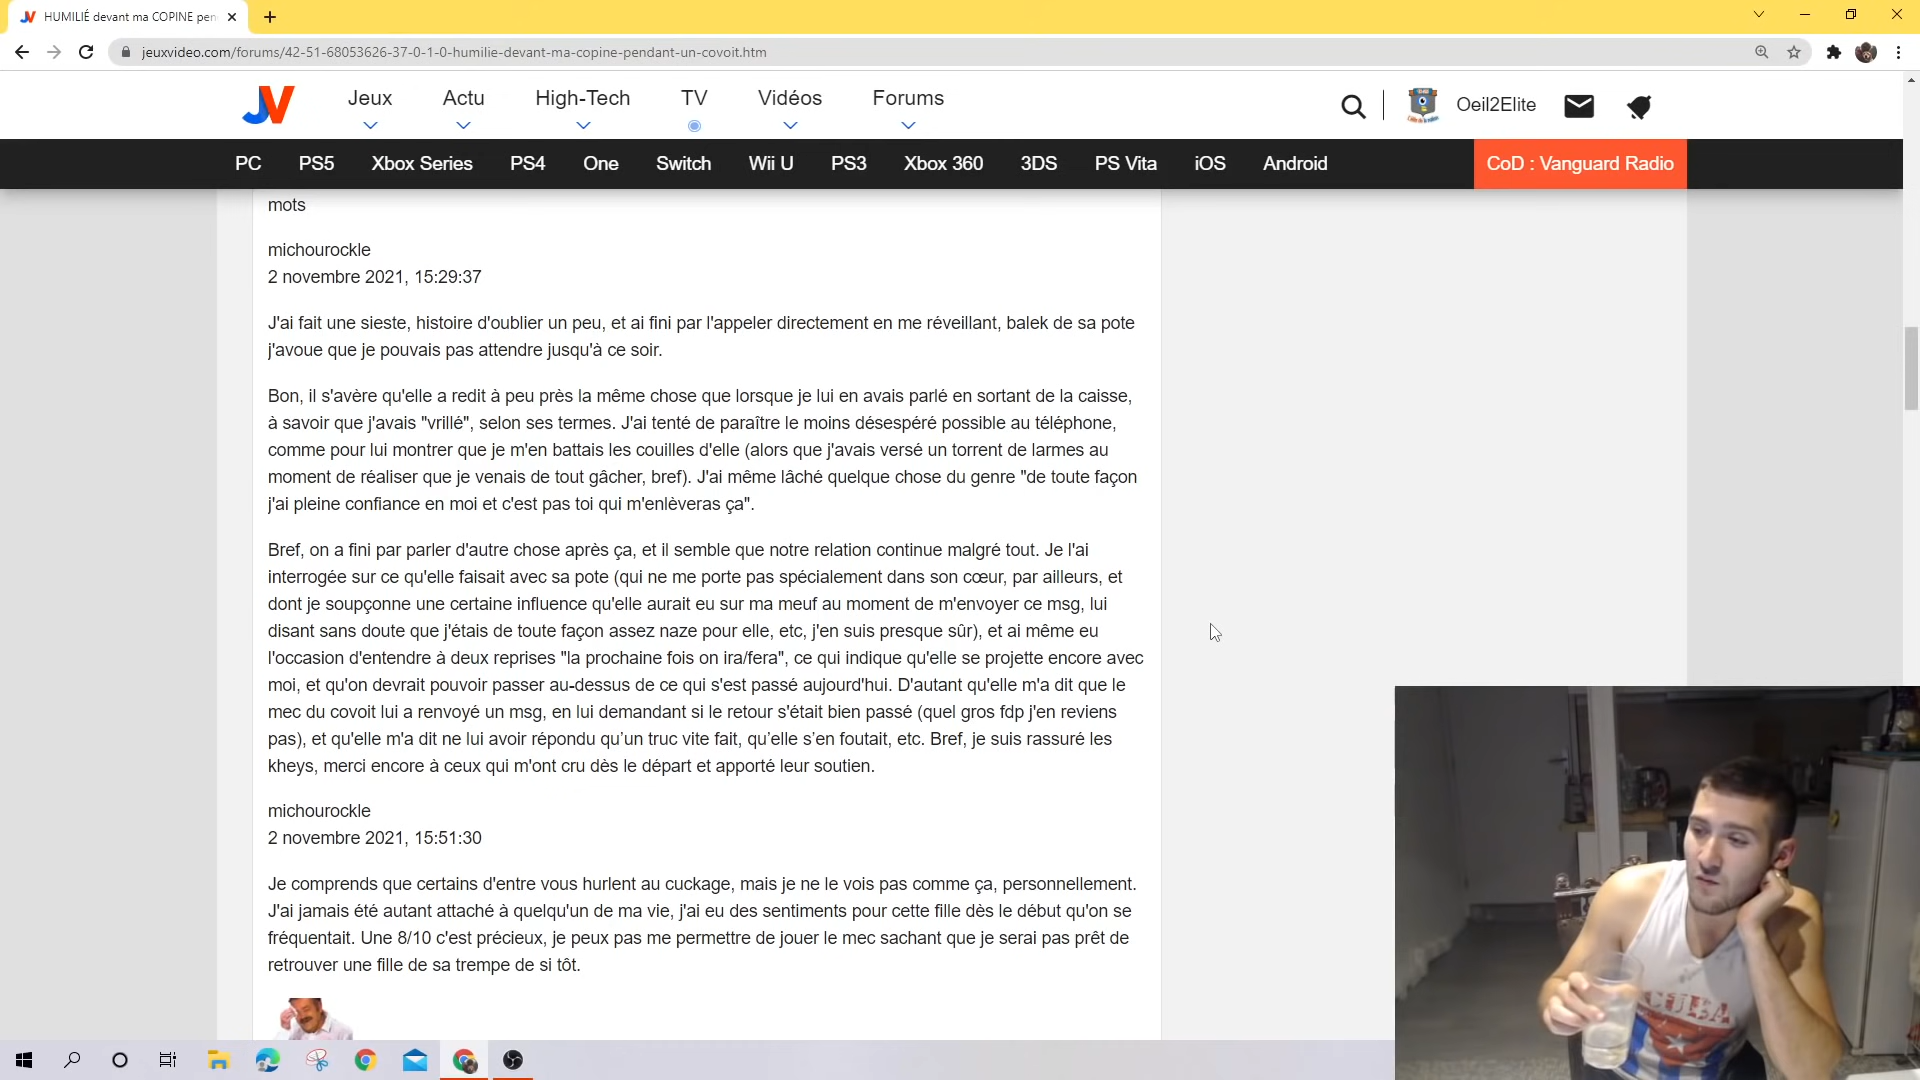 HUMILIÉ devant ma COPINE pen
jeuxvideo.com/forums/42-51-68053626-37-0-1-0-humilie-devant-ma-copine-pendant-un-covoit.htm
JV Jeux Actu High-Tech TV Vidéos Forums Oeil2Elite
PC PS5 Xbox Series PS4 One Switch Wii U PS3 Xbox 360 3DS PS Vita iOS Android CoD : Vanguard Radio
mots
michourockle
2 novembre 2021, 15:29:37
J'ai fait une sieste, histoire d'oublier un peu, et ai fini par l'appeler directement en me réveillant, balek de sa pote
j'avoue que je pouvais pas attendre jusqu'à ce soir.
Bon, il s'avère qu'elle a redit à peu près la même chose que lorsque je lui en avais parlé en sortant de la caisse,
à savoir que j'avais "vrillé", selon ses termes. J'ai tenté de paraître le moins désespéré possible au téléphone,
comme pour lui montrer que je m'en battais les couilles d'elle (alors que j'avais versé un torrent de larmes au
moment de réaliser que je venais de tout gâcher, bref). J'ai même lâché quelque chose du genre "de toute façon
j'ai pleine confiance en moi et c'est pas toi qui m'enlèveras ça".
Bref, on a fini par parler d'autre chose après ça, et il semble que notre relation continue malgré tout. Je l'ai
interrogée sur ce qu'elle faisait avec sa pote (qui ne me porte pas spécialement dans son cœur, par ailleurs, et
dont je soupçonne une certaine influence qu'elle aurait eu sur ma meuf au moment de m'envoyer ce msg, lui
disant sans doute que j'étais de toute façon assez naze pour elle, etc, j'en suis presque sûr), et ai même eu
l'occasion d'entendre à deux reprises "la prochaine fois on ira/fera", ce qui indique qu'elle se projette encore avec
moi, et qu'on devrait pouvoir passer au-dessus de ce qui s'est passé aujourd'hui. D'autant qu'elle m'a dit que le
mec du covoit lui a renvoyé un msg, en lui demandant si le retour s'était bien passé (quel gros fdp j'en reviens
pas), et qu'elle m'a dit ne lui avoir répondu qu’un truc vite fait, qu’elle s’en foutait, etc. Bref, je suis rassuré les
kheys, merci encore à ceux qui m'ont cru dès le départ et apporté leur soutien.
michourockle
2 novembre 2021, 15:51:30
Je comprends que certains d'entre vous hurlent au cuckage, mais je ne le vois pas comme ça, personnellement.
J'ai jamais été autant attaché à quelqu'un de ma vie, j'ai eu des sentiments pour cette fille dès le début qu'on se
fréquentait. Une 8/10 c'est précieux, je peux pas me permettre de jouer le mec sachant que je serai pas prêt de
retrouver une fille de sa trempe de si tôt.
CUBA